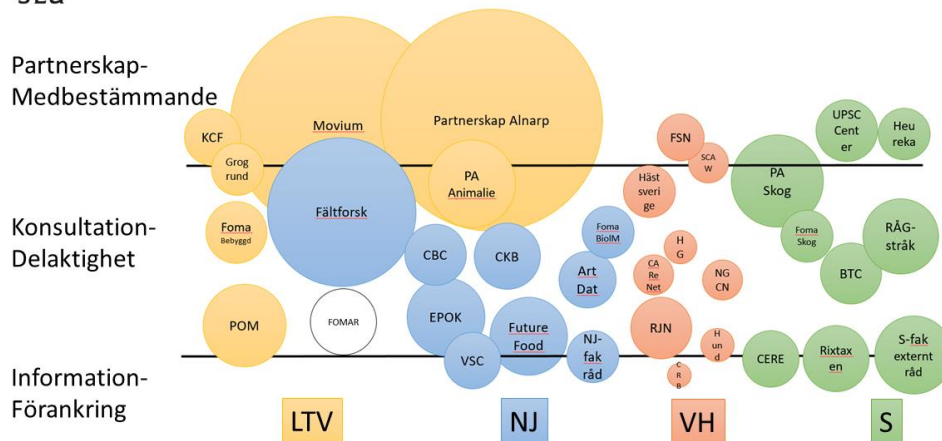 Partnerskap-
Medbestämmande
Konsultation-
Delaktighet
Information-
Förankring
KCF
Grog
rund
Movium
Partnerskap Alnarp
PA
Animalie
Foma
Bebyggd
POM
Fältforsk
FOMAR
CBC
CKB
EPOK
VSC
Future
Food
Foma
BiolM
Art
Dat
NJ-
fak
råd
FSN
SCA
W
Häst
sveri
ge
H
G
CA
Re
Net
NG
CN
RJN
H
un
d
C
R
B
UPSC
Cent
er
Heu
reka
PA
Skog
Foma
Skog
RÅG-
stråk
BTC
CERE
Rixtax
en
S-fak
externt
råd
LTV
NJ
VH
S